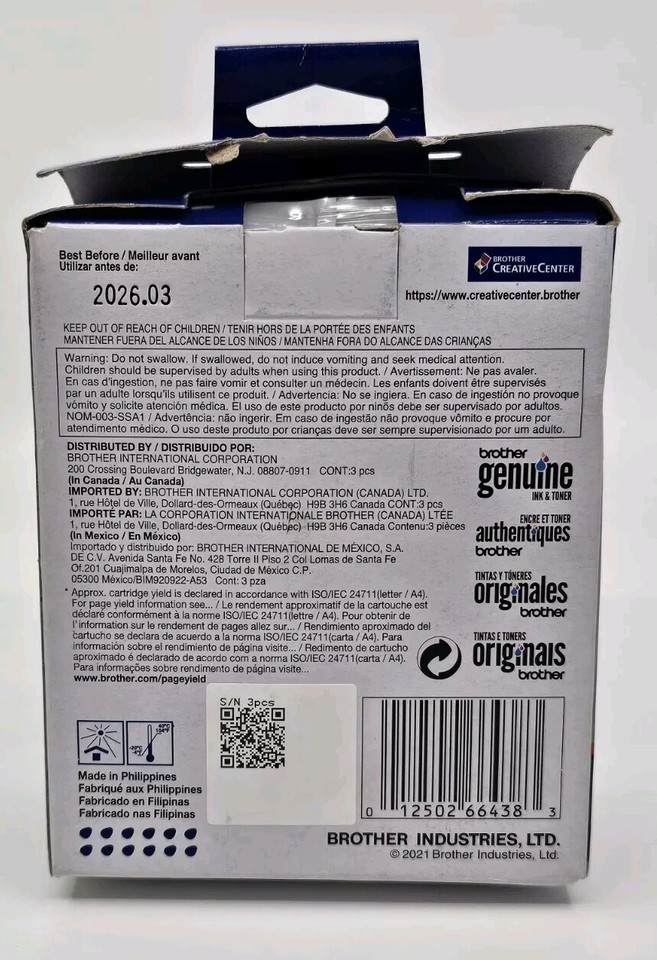 Best Before / Meilleur avant
Utilizar antes de:
2026.03
BROTHER
CREATIVECENTER
https://www.creativecenter.brother
KEEP OUT OF REACH OF CHILDREN / TENIR HORS DE LA PORTÉE DES ENFANTS
MANTENER FUERA DEL ALCANCE DE LOS NIÑOS / MANTENHA FORA DO ALCANCE DAS CRIANÇAS
Warning: Do not swallow. If swallowed, do not induce vomiting and seek medical attention.
Children should be supervised by adults when using this product. / Avertissement: Ne pas avaler.
En cas d'ingestion, ne pas faire vomir et consulter un médecin. Les enfants doivent être supervisés
par un adulte lorsqu'ils utilisent ce produit. / Advertencia: No se ingiera. En caso de ingestión no provoque
vómito y solicite atención médica. El uso de este producto por niños debe ser supervisado por adultos.
NOM-003-SSA1 / Advertência: não ingerir. Em caso de ingestão não provoque vômito e procure por
atendimento médico. O uso deste produto por crianças deve ser sempre supervisionado por um adulto.
DISTRIBUTED BY / DISTRIBUIDO POR:
BROTHER INTERNATIONAL CORPORATION
200 Crossing Boulevard Bridgewater, N.J. 08807-0911 CONT:3 pcs
(In Canada / Au Canada)
IMPORTED BY: BROTHER INTERNATIONAL CORPORATION (CANADA) LTD.
1, rue Hôtel de Ville, Dollard-des-Ormeaux (Québec) H9B 3H6 Canada CONT:3 pcs
IMPORTÉ PAR: LA CORPORATION INTERNATIONALE BROTHER (CANADA) LTÉE
1, rue Hôtel de Ville, Dollard-des-Ormeaux (Québec) H9B 3H6 Canada Contenu:3 pièces
(In Mexico / En México)
Importado y distribuido por: BROTHER INTERNATIONAL DE MÉXICO, S.A.
DE C.V. Avenida Santa Fe No. 428 Torre II Piso 2 Col Lomas de Santa Fe
Of.201 Cuajimalpa de Morelos, Ciudad de México C.P.
05300 México/BIM920922-A53 Cont: 3 pza
* Approx. cartridge yield is declared in accordance with ISO/IEC 24711(letter / A4).
For page yield information see... / Le rendement approximatif de la cartouche est
déclaré conformément à la norme ISO/IEC 24711(lettre / A4). Pour obtenir de
l'information sur le rendement de pages allez sur... / Rendimiento aproximado del
cartucho se declara de acuerdo a la norma ISO/IEC 24711(carta / A4). Para
información sobre el rendimiento de página visite... / Redimento de cartucho
aproximado é declarado de acordo com a norma ISO/IEC 24711(carta / A4).
Para informações sobre rendimento de página visite...
www.brother.com/pageyield
brother
genuine
INK & TONER
ENCRE ET TONER
authentiques
brother
TINTAS Y TÓNERES
originales
brother
TINTAS E TONERS
originais
brother
S/N 3pcs
40°C
104°F
-20°C
-4°F
Made in Philippines
Fabriqué aux Philippines
Fabricado en Filipinas
Fabricado nas Filipinas
0 12502 66438 3
BROTHER INDUSTRIES, LTD.
© 2021 Brother Industries, Ltd.